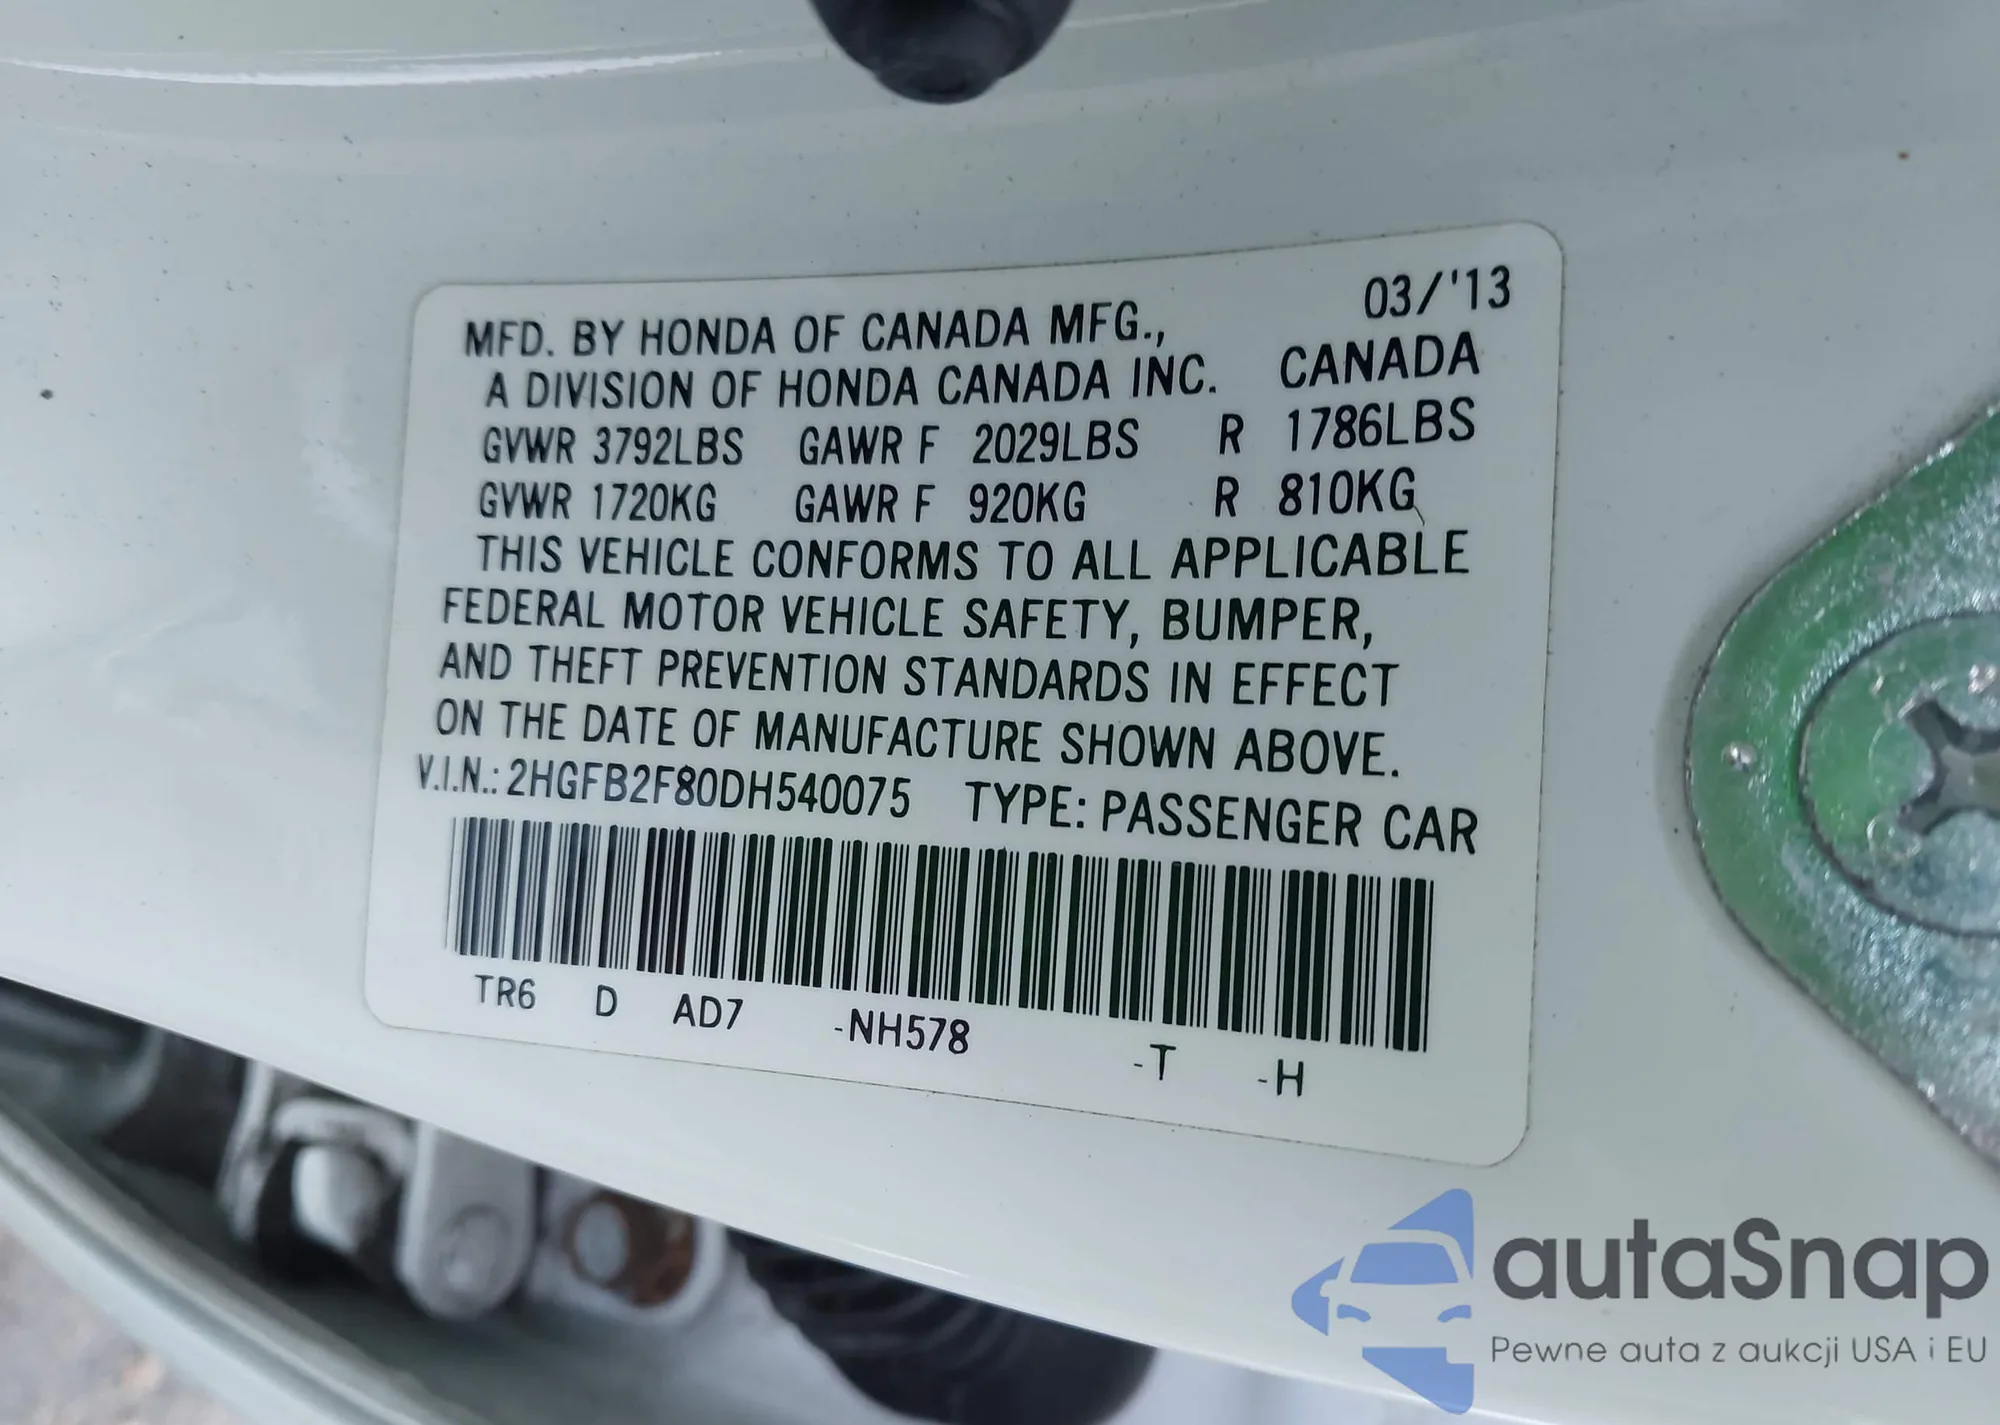 03/'13
MFD. BY HONDA OF CANADA MFG.,
A DIVISION OF HONDA CANADA INC. CANADA
GVWR 3792LBS GAWR F 2029LBS R 1786LBS
GVWR 1720KG GAWR F 920KG R 810KG
THIS VEHICLE CONFORMS TO ALL APPLICABLE
FEDERAL MOTOR VEHICLE SAFETY, BUMPER,
AND THEFT PREVENTION STANDARDS IN EFFECT
ON THE DATE OF MANUFACTURE SHOWN ABOVE.
V.I.N.: 2HGFB2F80DH540075 TYPE: PASSENGER CAR
TR6 D AD7 -NH578 -T -H
autaSnap
Pewne auta z aukcji USA i EU